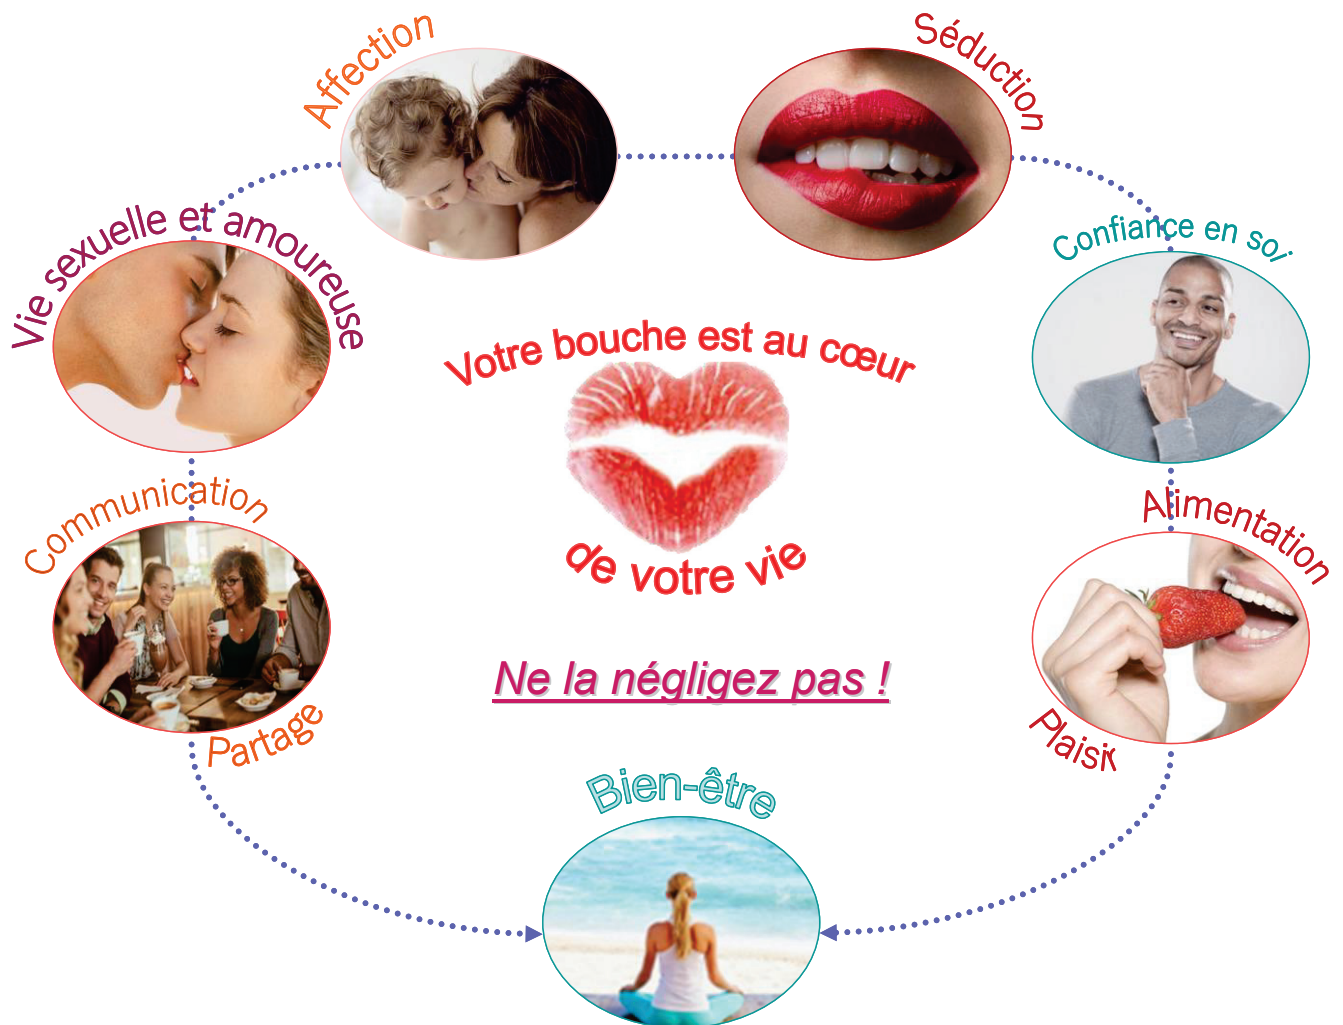 Affection
Séduction
Vie sexuelle et amoureuse
Confiance en soi
Votre bouche est au cœur
de votre vie
Communication
Alimentation
Ne la négligez pas !
Partage
Plaisir
Bien-être